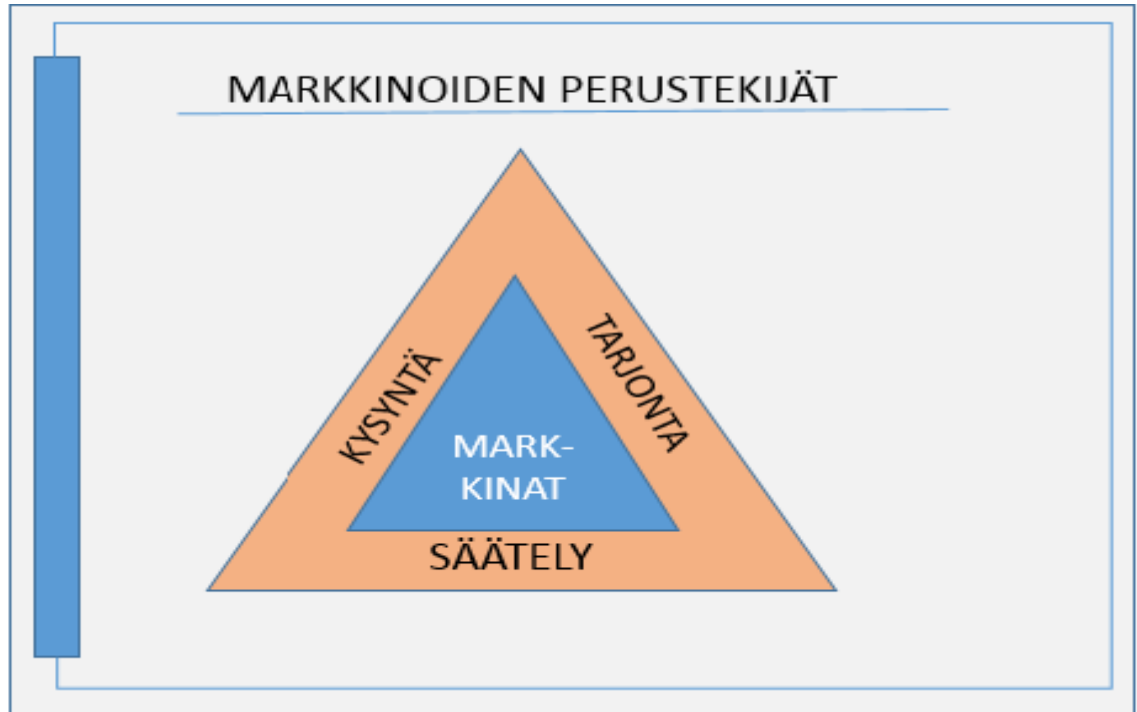 MARKKINOIDEN PERUSTEKIJÄT
KYSYNTÄ
TARJONTA
MARK-
KINAT
SÄÄTELY